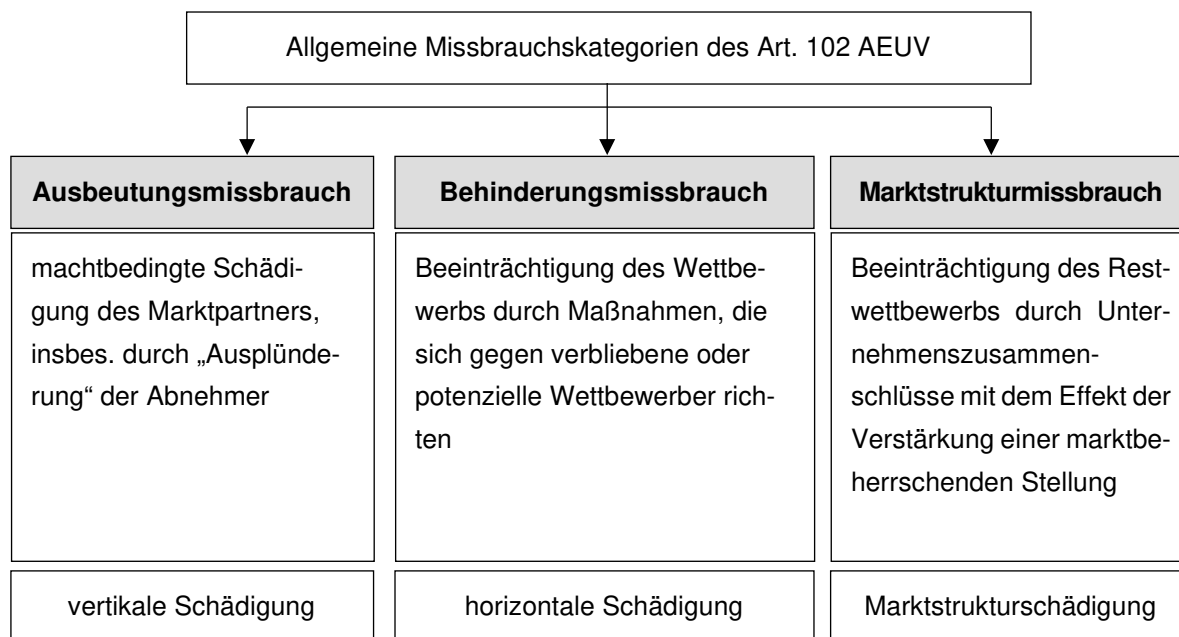 Allgemeine Missbrauchskategorien des Art. 102 AEUV
Ausbeutungsmissbrauch
machtbedingte Schädi-
gung des Marktpartners,
insbes. durch „Ausplünde-
rung“ der Abnehmer
vertikale Schädigung
Behinderungsmissbrauch
Beeinträchtigung des Wettbe-
werbs durch Maßnahmen, die
sich gegen verbliebene oder
potenzielle Wettbewerber rich-
ten
horizontale Schädigung
Marktstrukturmissbrauch
Beeinträchtigung des Rest-
wettbewerbs durch Unter-
nehmenszusammen-
schlüsse mit dem Effekt der
Verstärkung einer marktbe-
herrschenden Stellung
Marktstrukturschädigung